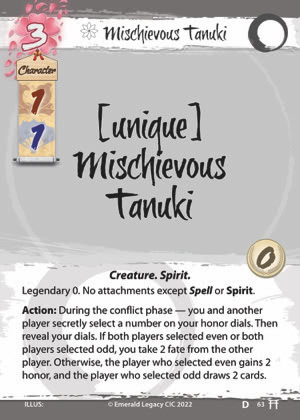 3
Mischievous Tanuki
Character
1
1
[unique]
Mischievous
Tanuki
0
Creature. Spirit.
Legendary 0. No attachments except Spell or Spirit.
Action: During the conflict phase — you and another
player secretly select a number on your honor dials. Then
reveal your dials. If both players selected even or both
players selected odd, you take 2 fate from the other
player. Otherwise, the player who selected even gains 2
honor, and the player who selected odd draws 2 cards.
ILLUS:
© Emerald Legacy CIC 2022
D 63